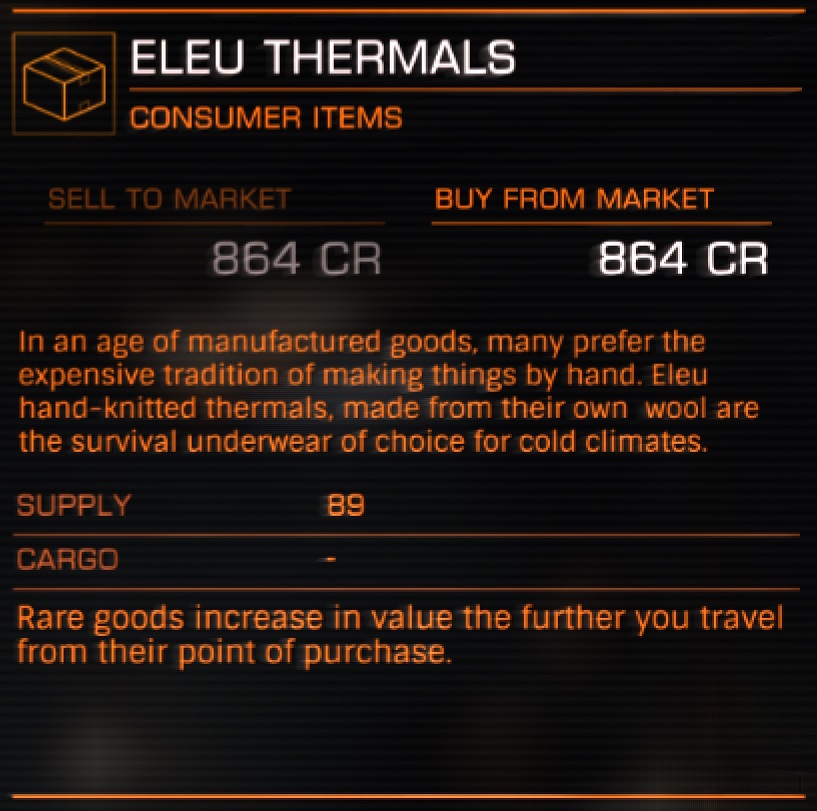 ELEU THERMALS
CONSUMER ITEMS
SELL TO MARKET
BUY FROM MARKET
864 CR
864 CR
In an age of manufactured goods, many prefer the
expensive tradition of making things by hand. Eleu
hand-knitted thermals, made from their own  wool are
the survival underwear of choice for cold climates.
SUPPLY 89
CARGO -
Rare goods increase in value the further you travel
from their point of purchase.